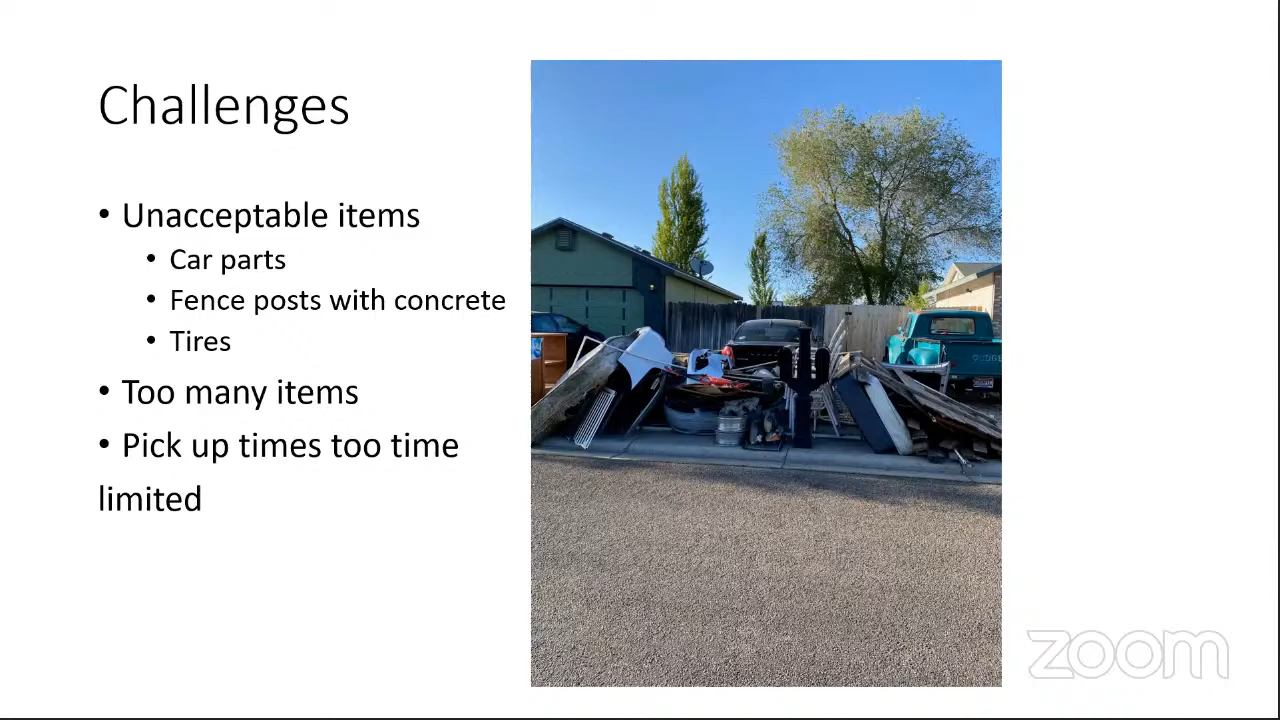 Challenges
• Unacceptable items
• Car parts
• Fence posts with concrete
• Tires
• Too many items
• Pick up times too time
limited
DODGE
zoom